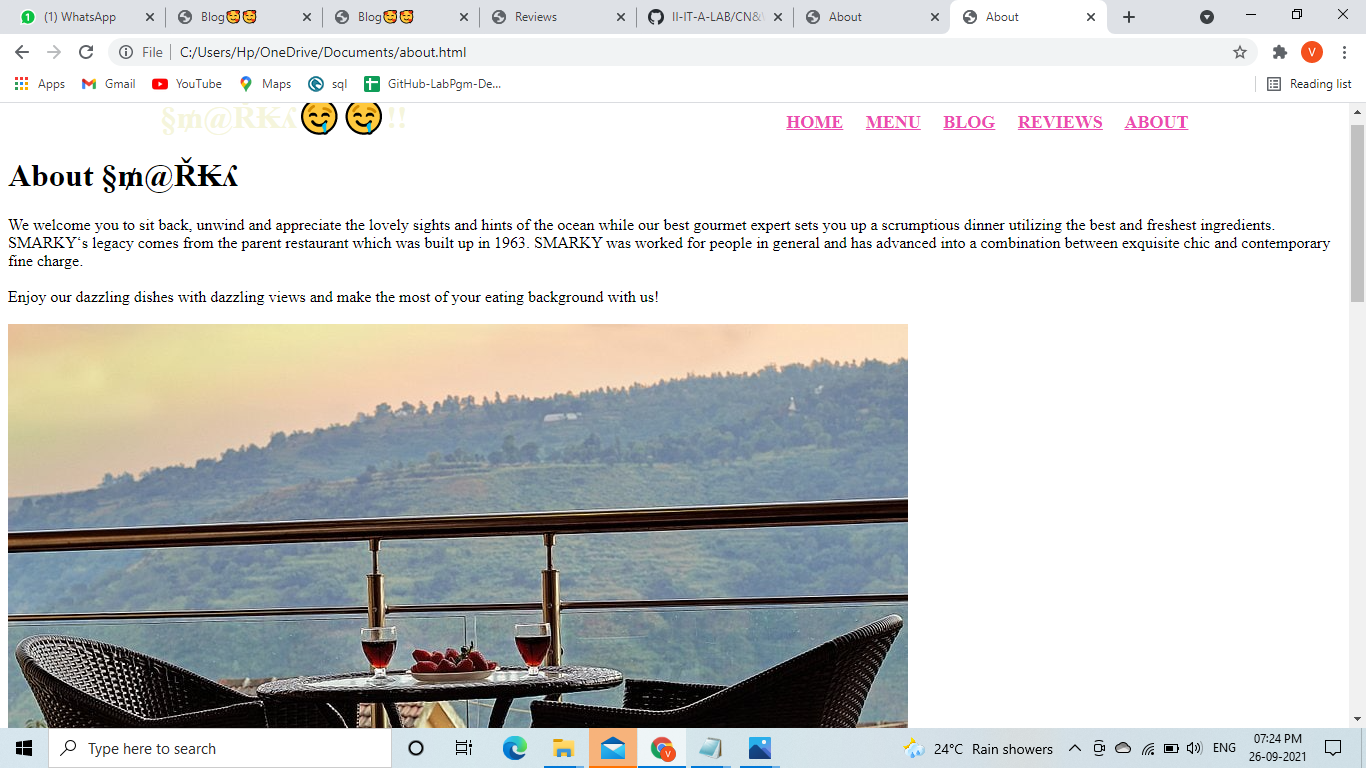 (1) WhatsApp
Blog🥰🥰
Blog🥰🥰
Reviews
II-IT-A-LAB/CN&
About
About
File
C:/Users/Hp/OneDrive/Documents/about.html
V
Apps
Gmail
YouTube
Maps
sql
GitHub-LabPgm-De...
Reading list
§₥@ŘҜʎ🤤🤤!!
HOME MENU BLOG REVIEWS ABOUT
About §₥@ŘҜʎ
We welcome you to sit back, unwind and appreciate the lovely sights and hints of the ocean while our best gourmet expert sets you up a scrumptious dinner utilizing the best and freshest ingredients.
SMARKY`s legacy comes from the parent restaurant which was built up in 1963. SMARKY was worked for people in general and has advanced into a combination between exquisite chic and contemporary
fine charge.
Enjoy our dazzling dishes with dazzling views and make the most of your eating background with us!
Type here to search
V
24°C Rain showers
ENG
07:24 PM
26-09-2021